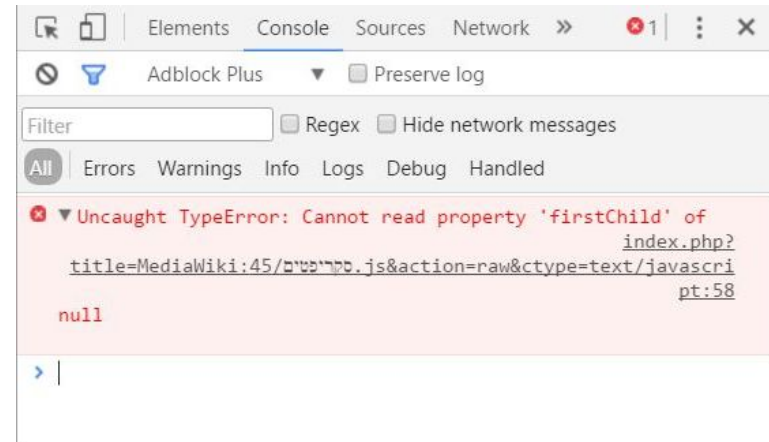 Elements Console Sources Network » 1
Adblock Plus ▼ Preserve log
Filter Regex Hide network messages
All Errors Warnings Info Logs Debug Handled
▼Uncaught TypeError: Cannot read property 'firstChild' of
index.php?
title=MediaWiki:סקריפטים/45.js&action=raw&ctype=text/javascri
pt:58
null
>